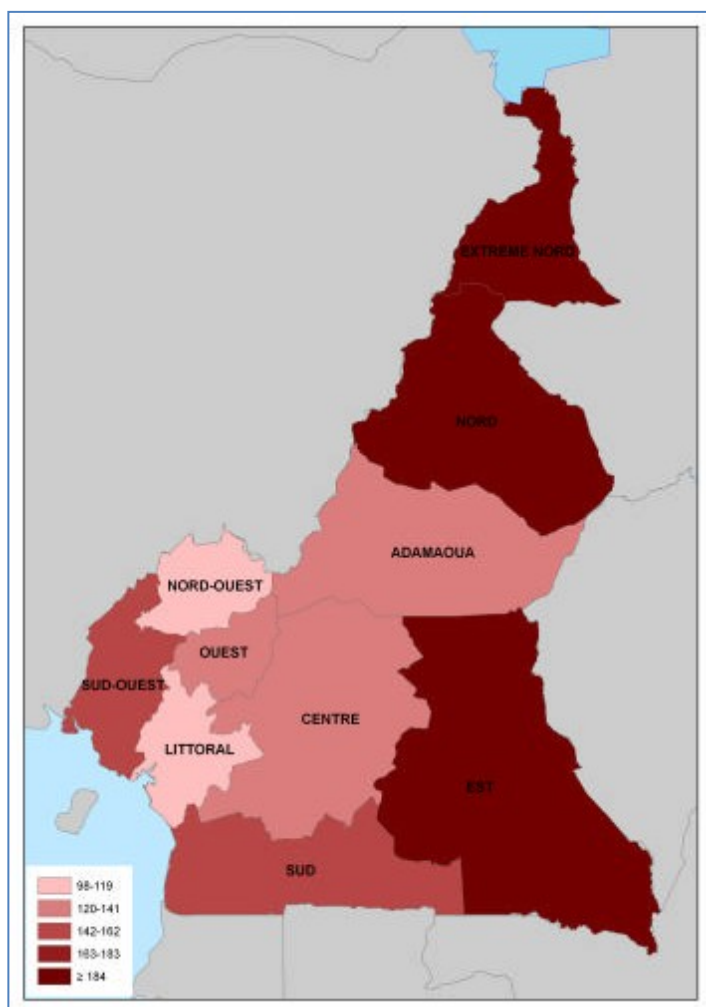 EXTREME NORD
NORD
ADAMAOUA
NORD-OUEST
OUEST
SUD-OUEST
CENTRE
LITTORAL
EST
SUD
98-119
120-141
142-162
163-183
≥ 184